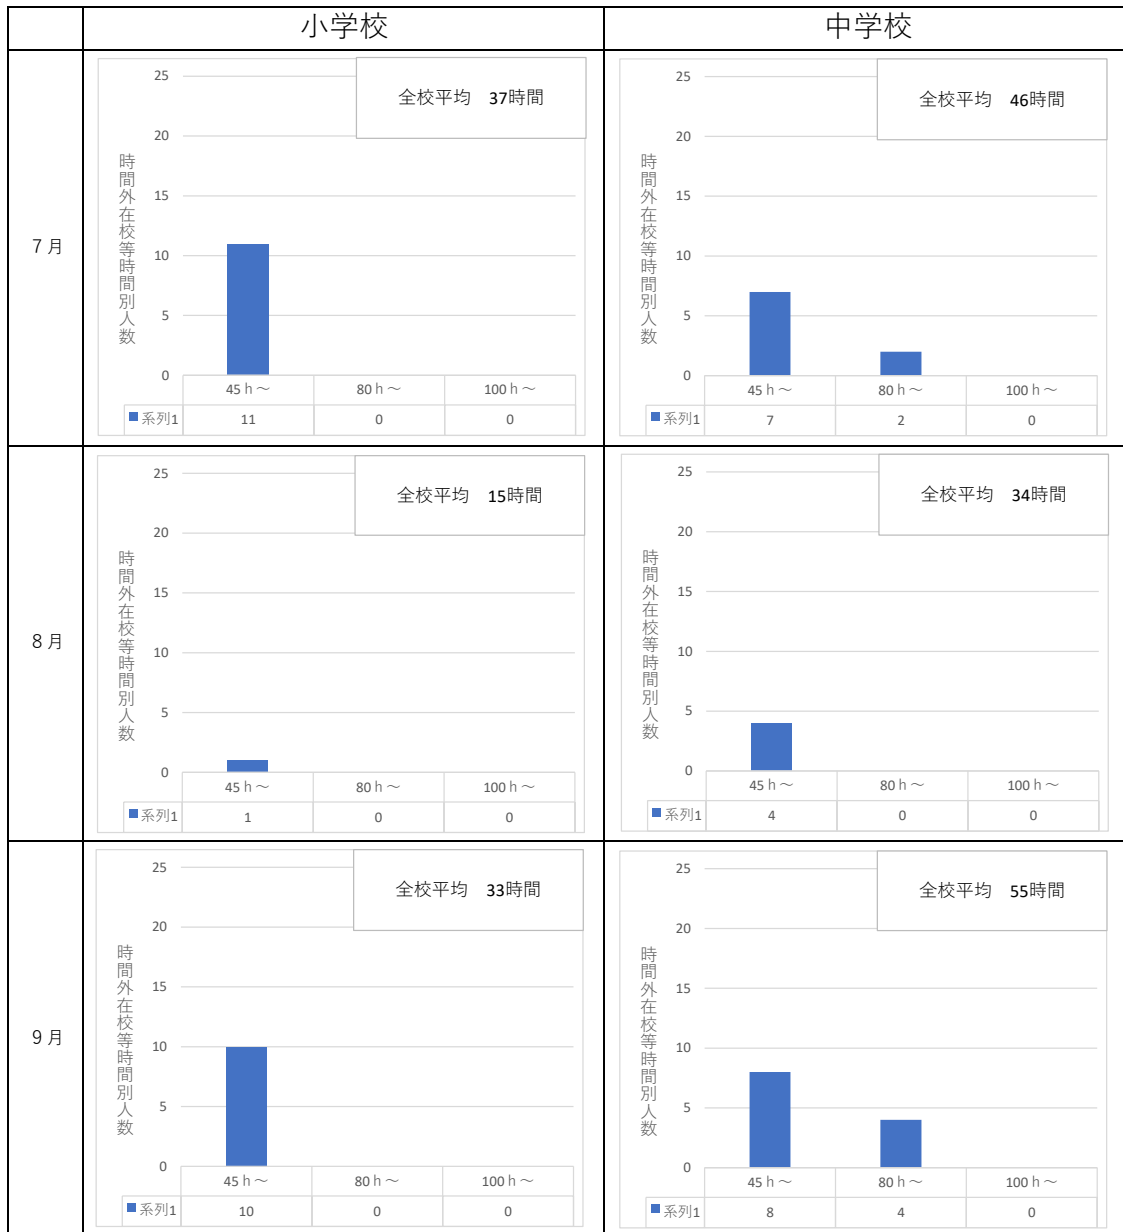 小学校 中学校
7月
全校平均 37時間
時間外在校等時間別人数
25
20
15
10
5
0
45ｈ～ 80ｈ～ 100ｈ～
系列1 11 0 0
全校平均 46時間
時間外在校等時間別人数
25
20
15
10
5
0
45ｈ～ 80ｈ～ 100ｈ～
系列1 7 2 0
8月
全校平均 15時間
時間外在校等時間別人数
25
20
15
10
5
0
45ｈ～ 80ｈ～ 100ｈ～
系列1 1 0 0
全校平均 34時間
時間外在校等時間別人数
25
20
15
10
5
0
45ｈ～ 80ｈ～ 100ｈ～
系列1 4 0 0
9月
全校平均 33時間
時間外在校等時間別人数
25
20
15
10
5
0
45ｈ～ 80ｈ～ 100ｈ～
系列1 10 0 0
全校平均 55時間
時間外在校等時間別人数
25
20
15
10
5
0
45ｈ～ 80ｈ～ 100ｈ～
系列1 8 4 0